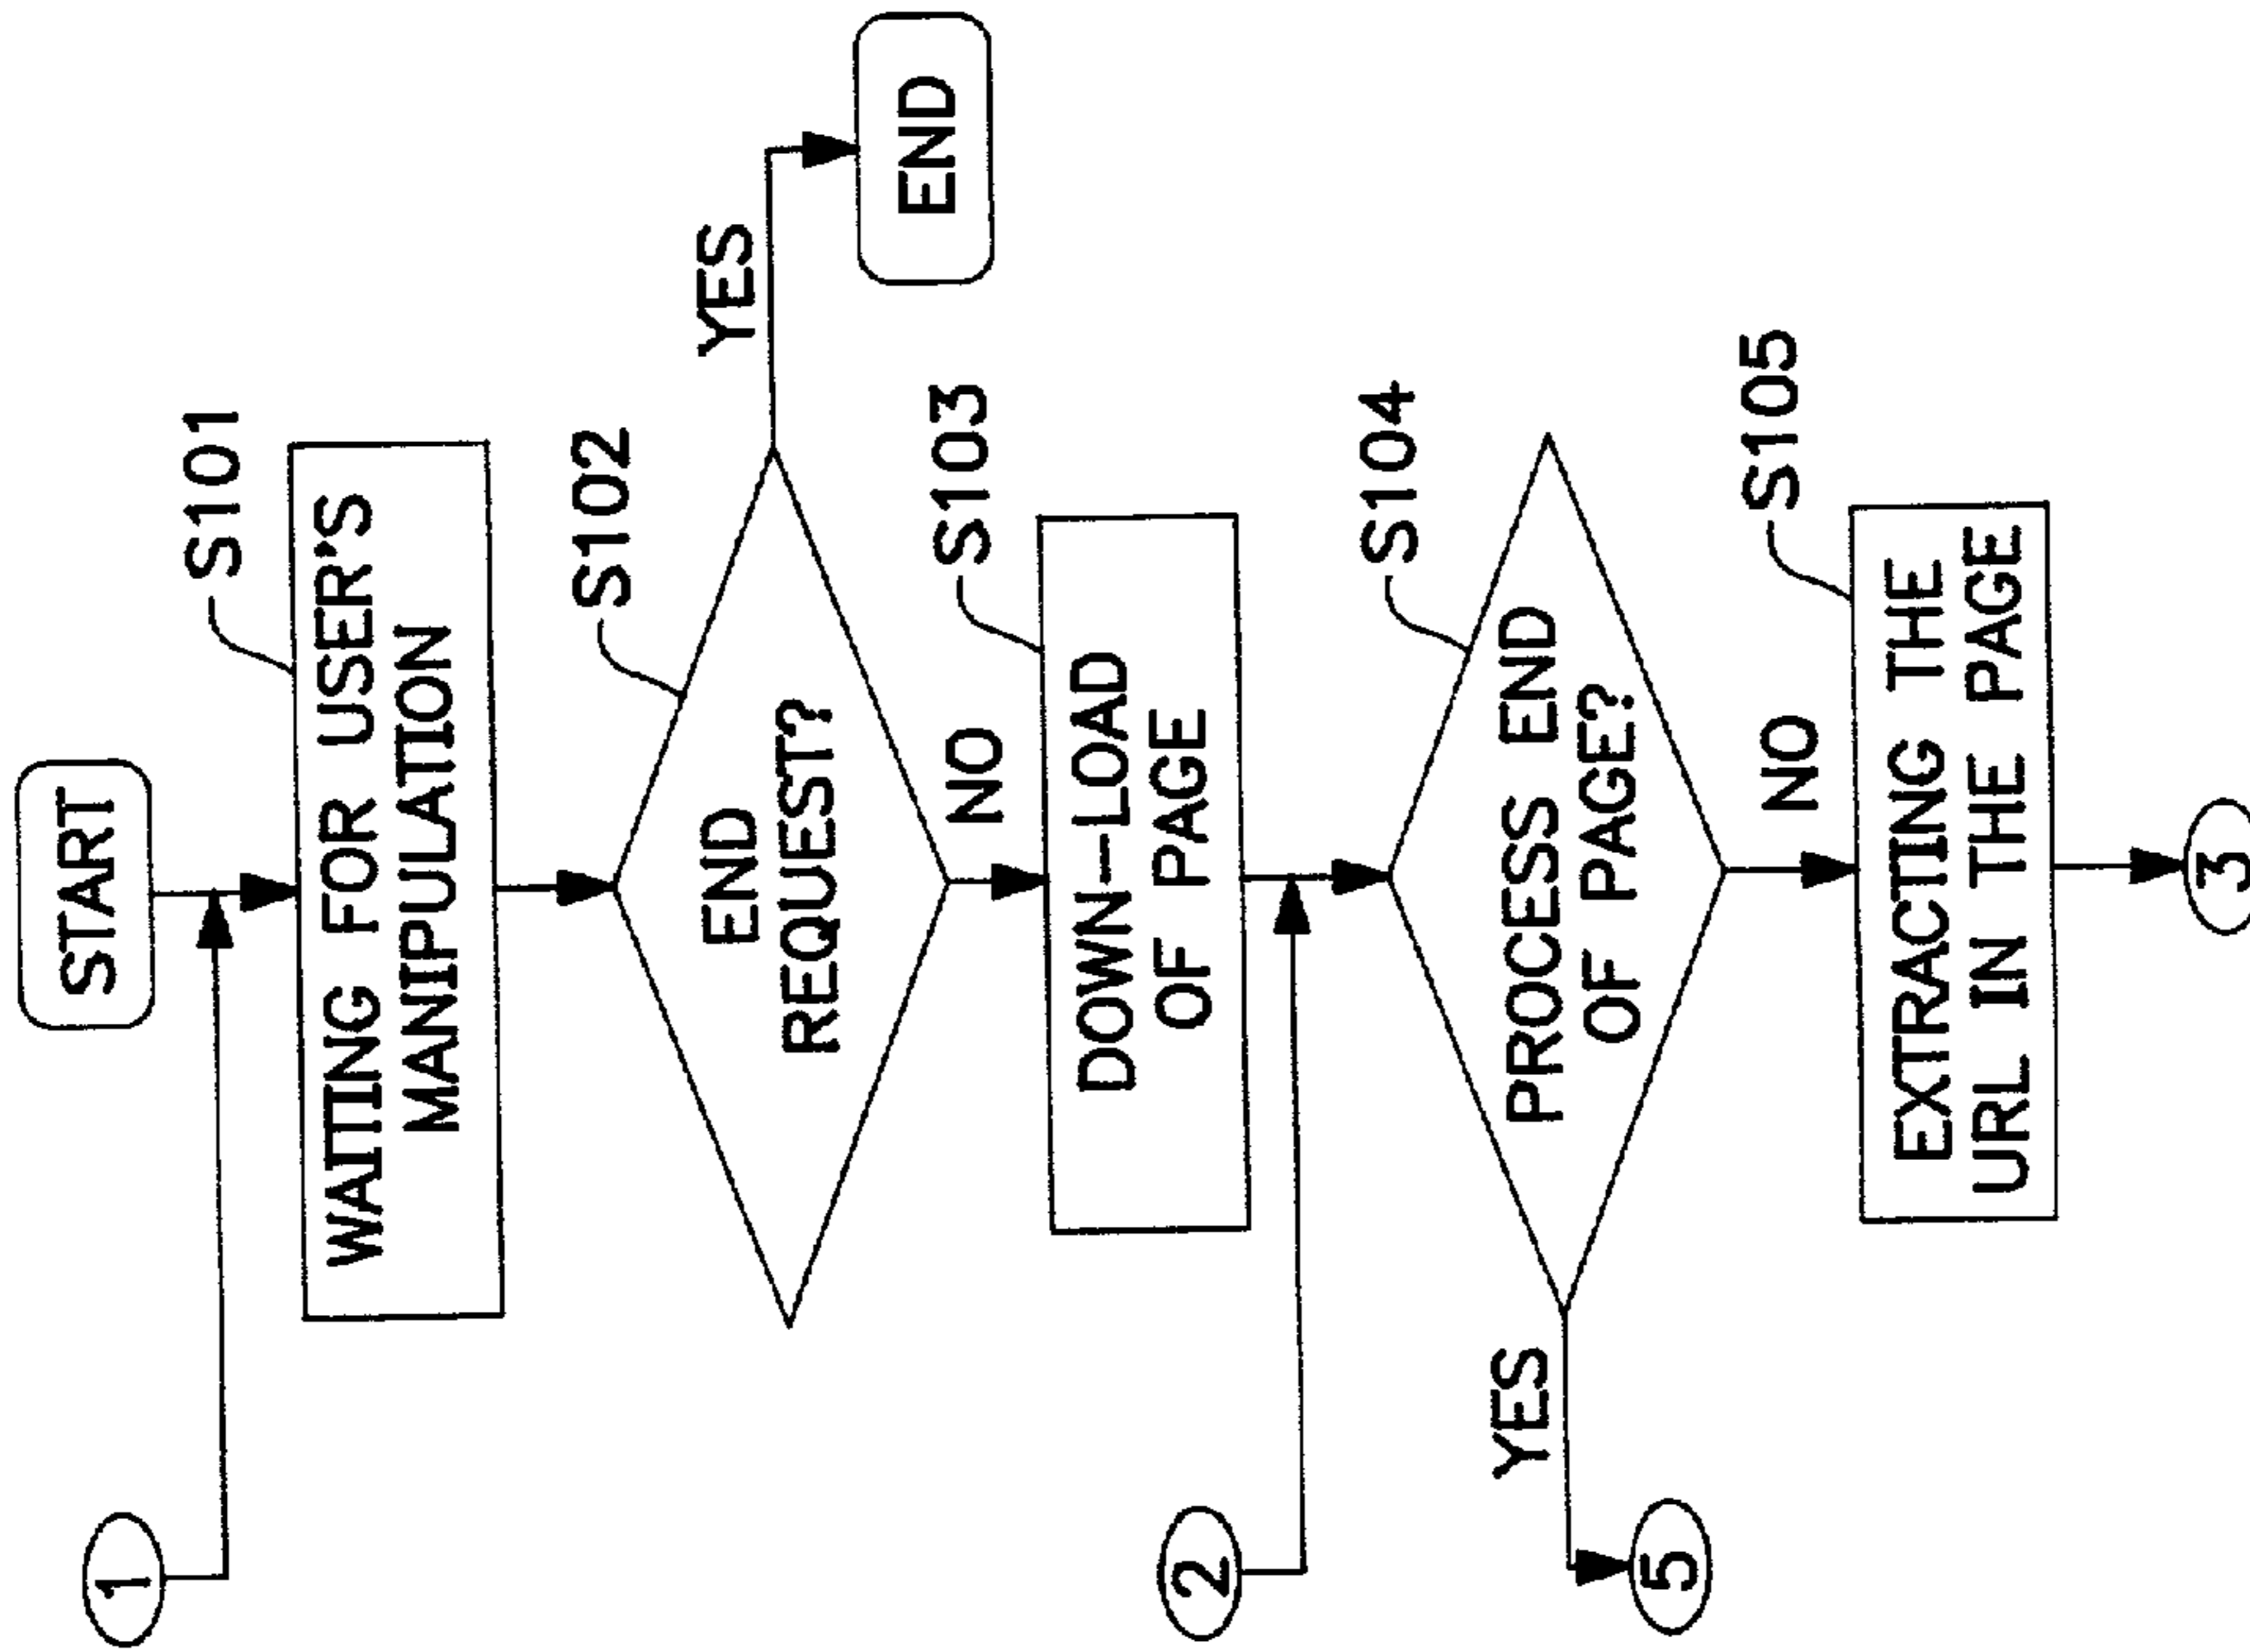 START
1
S101
WAITING FOR USER'S
MANIPULATION
S102
END
REQUEST?
YES
END
NO
S103
DOWN-LOAD
OF PAGE
2
S104
PROCESS END
OF PAGE?
YES
5
NO
S105
EXTRACTING THE
URL IN THE PAGE
3